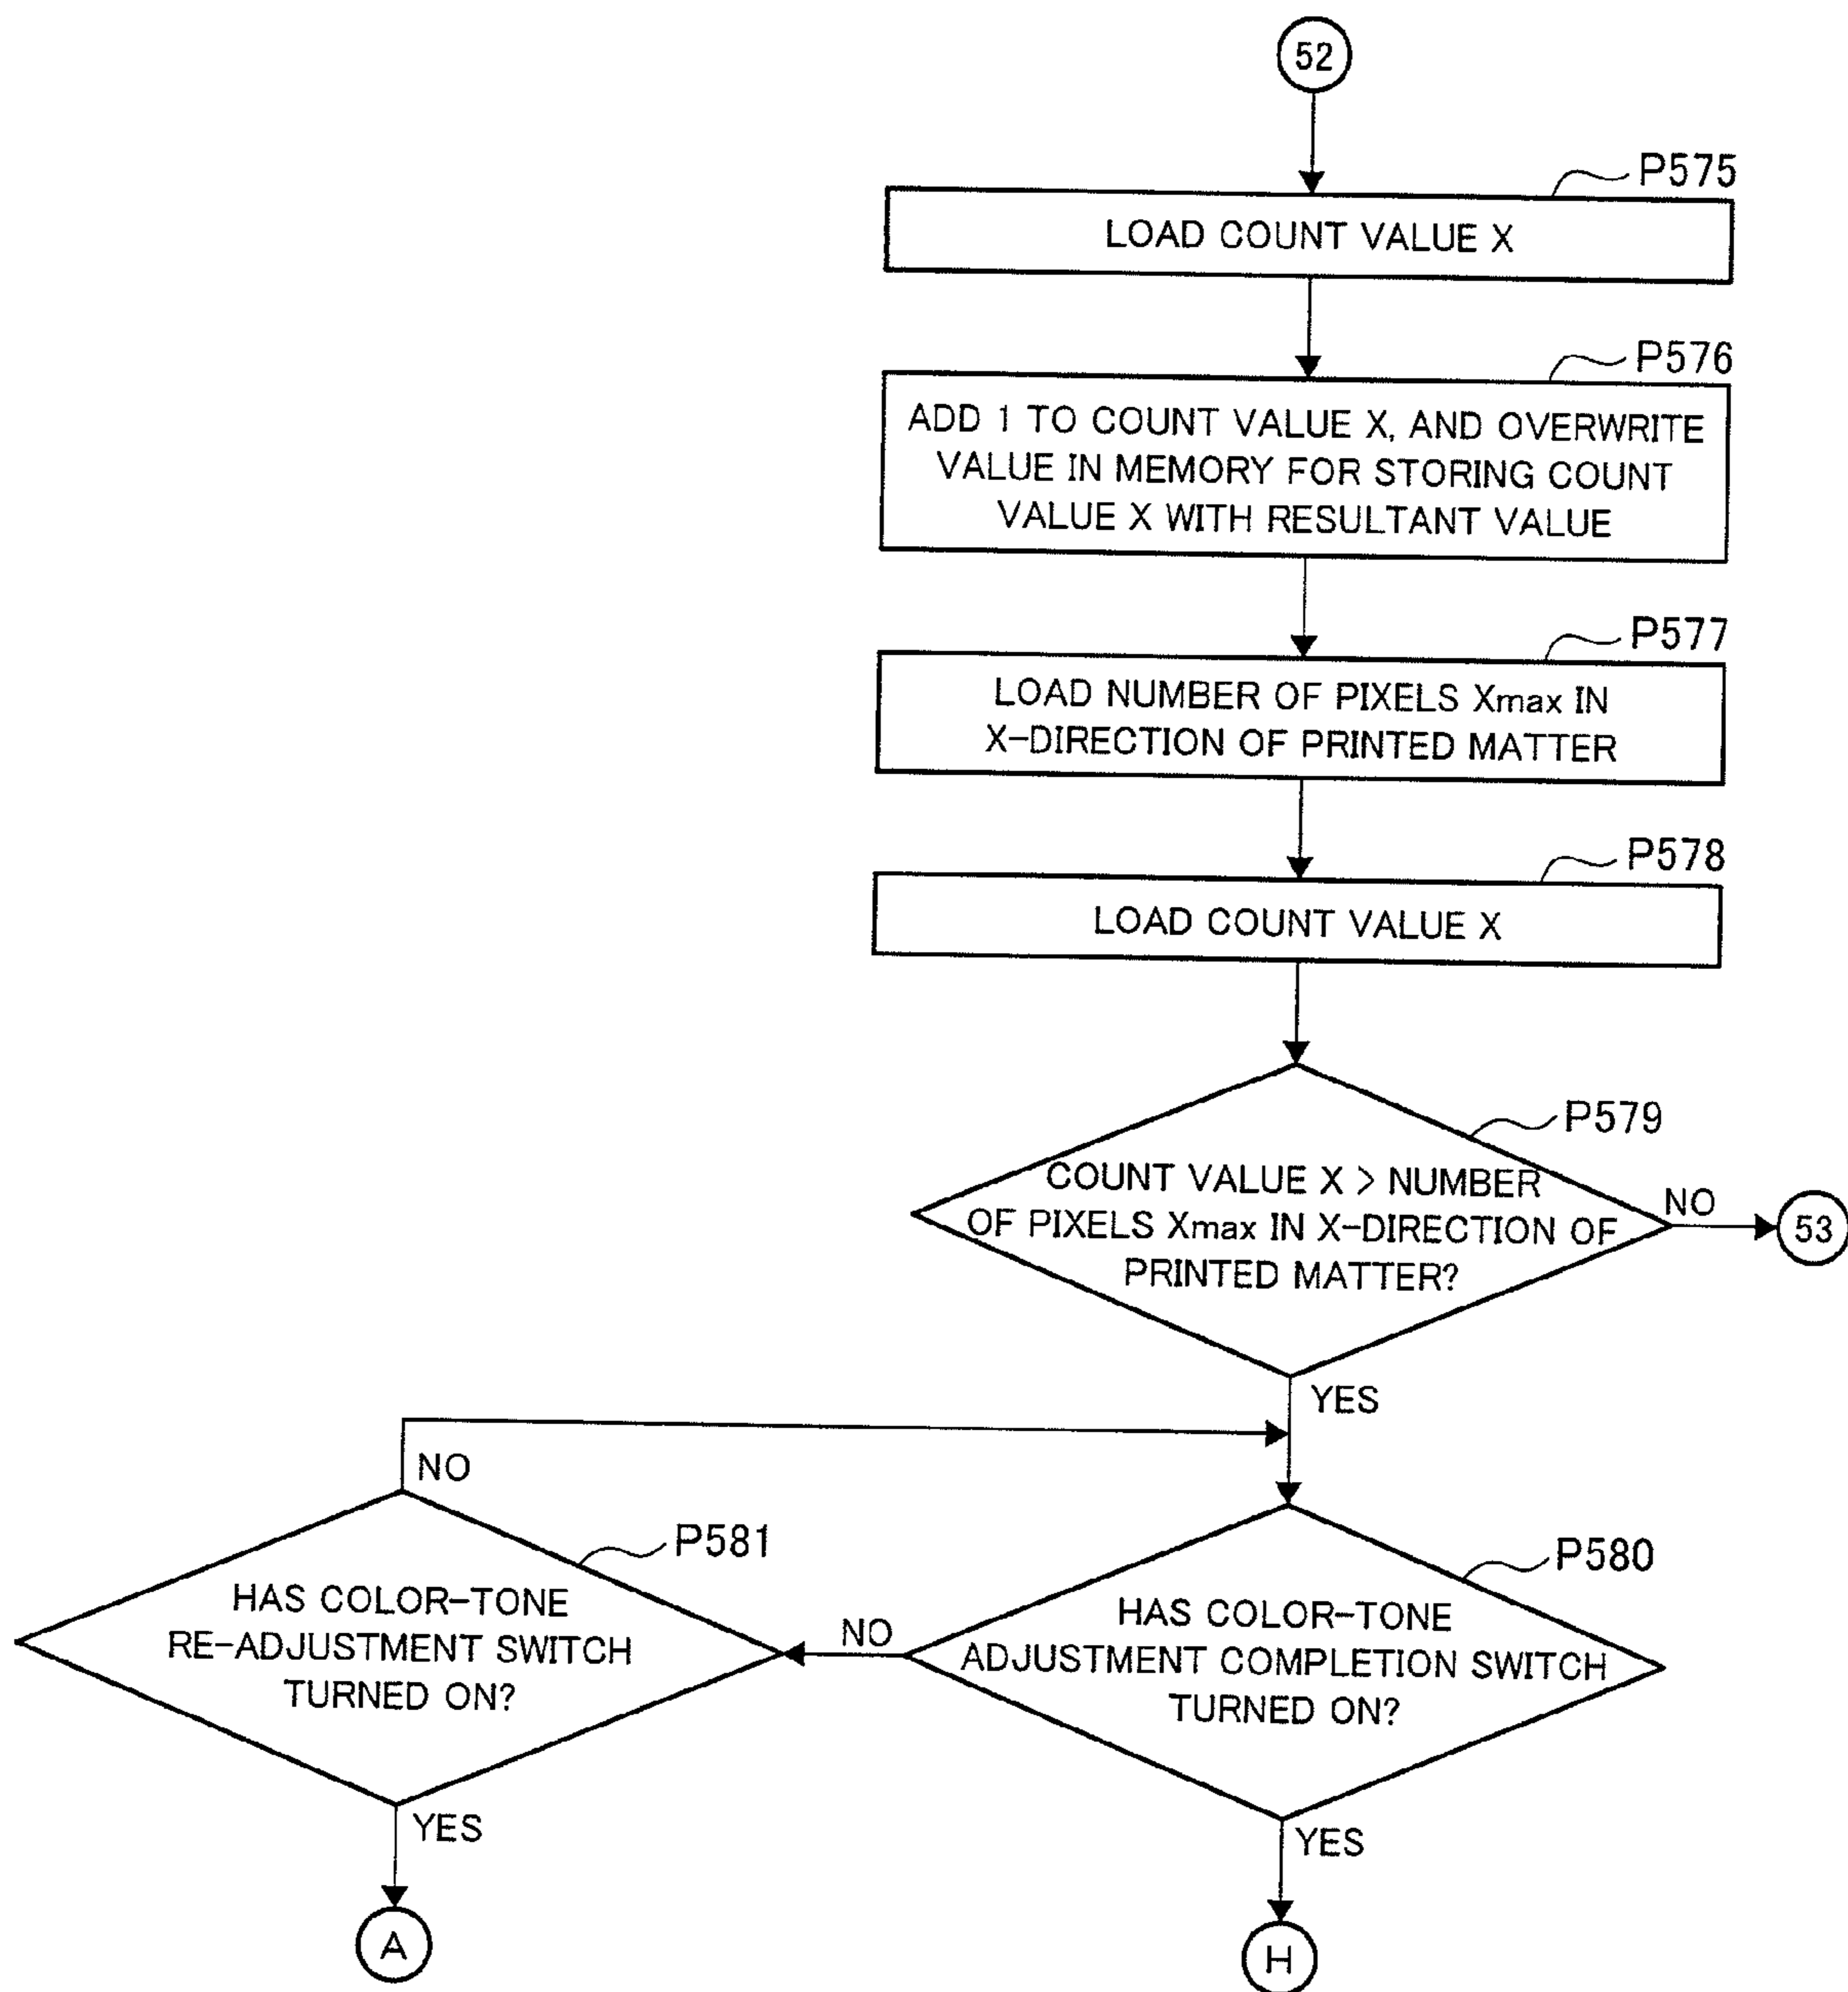 52
P575
LOAD COUNT VALUE X
P576
ADD 1 TO COUNT VALUE X, AND OVERWRITE
VALUE IN MEMORY FOR STORING COUNT
VALUE X WITH RESULTANT VALUE
P577
LOAD NUMBER OF PIXELS Xmax IN
X-DIRECTION OF PRINTED MATTER
P578
LOAD COUNT VALUE X
P579
COUNT VALUE X > NUMBER
OF PIXELS Xmax IN X-DIRECTION OF
PRINTED MATTER?
NO
53
YES
NO
P581
HAS COLOR-TONE
RE-ADJUSTMENT SWITCH
TURNED ON?
NO
P580
HAS COLOR-TONE
ADJUSTMENT COMPLETION SWITCH
TURNED ON?
YES
A
YES
H